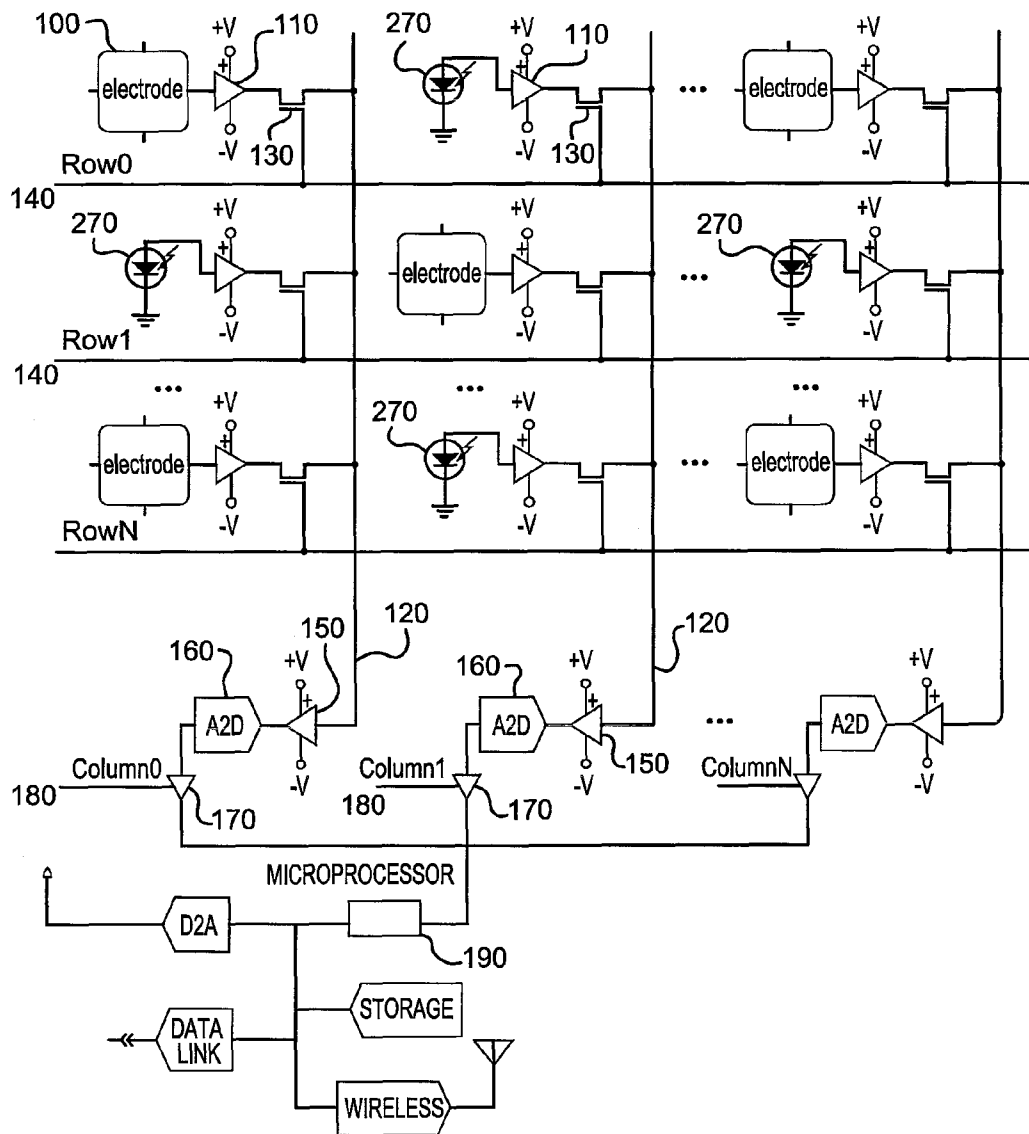 100 +V 110 270 +V 110 +V
+ + +
electrode electrode
... 
-V 130 -V 130 -V
Row0
140
270 +V +V 270 +V
+ + +
electrode ...
-V -V -V
Row1
140
... ... ...
+V 270 +V +V
+ + +
electrode ... electrode
-V -V -V
RowN
160 150 120 160 120
+V +V +V
+ + +
A2D A2D ... A2D
-V -V 150 -V
Column0 Column1 ColumnN
180 170 180 170
MICROPROCESSOR
D2A
190
STORAGE
DATA
LINK
WIRELESS